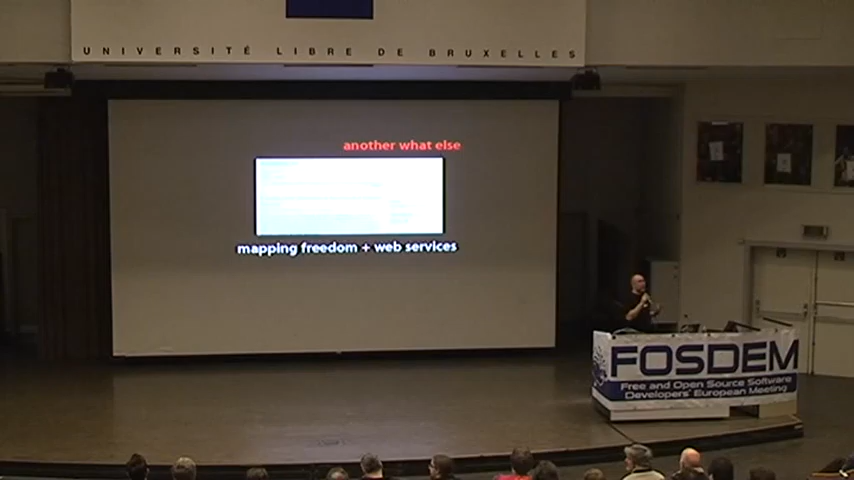 UNIVERSITÉ LIBRE DE BRUXELLES
another what else
mapping freedom + web services
FOSDEM
Free and Open Source Software
Developers' European Meeting